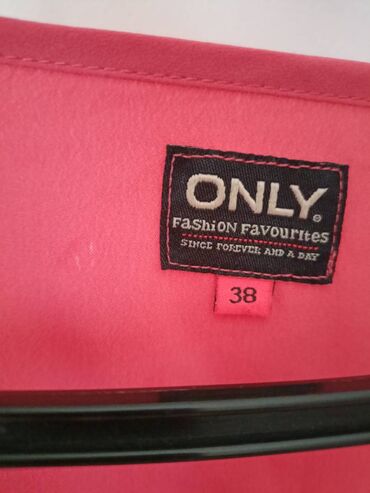 ONLY®
FaSHiON FaVOURITES
SINCE FOREVER AND A DAY
38